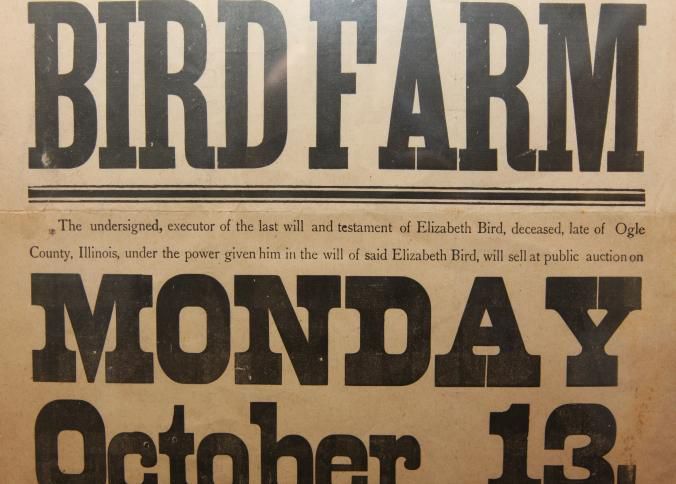 BIRD FARM
The undersigned, executor of the last will and testament of Elizabeth Bird, deceased, late of Ogle
County, Illinois, under the power given him in the will of said Elizabeth Bird, will sell at public auction on
MONDAY
October 13,